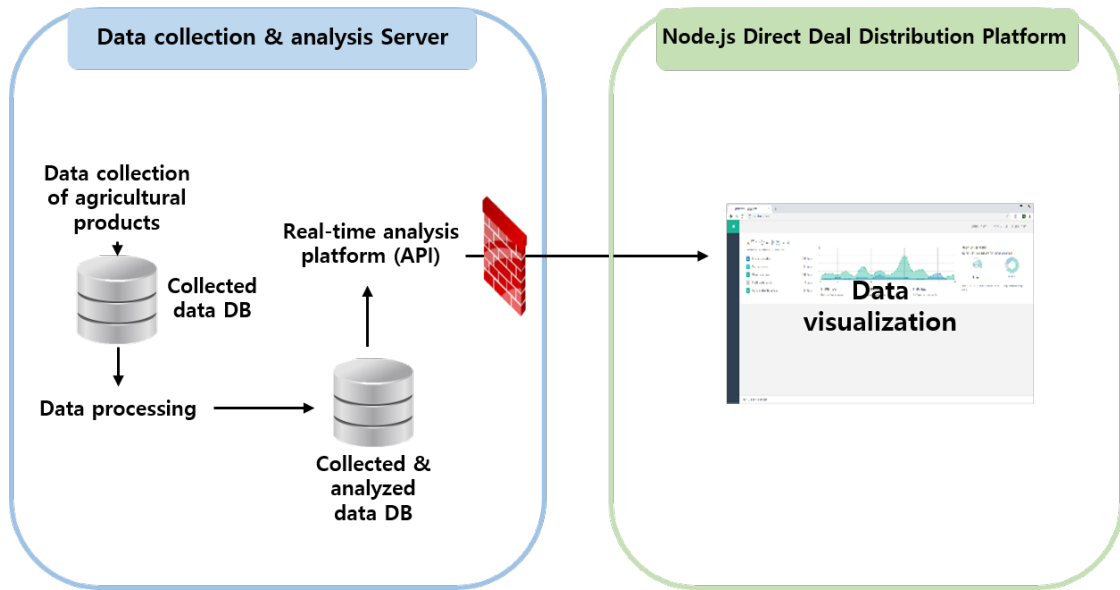 Data collection & analysis Server
Node.js Direct Deal Distribution Platform
Data collection
of agricultural
products
Collected
data DB
Data processing
Collected &
analyzed
data DB
Real-time analysis
platform (API)
Data
visualization